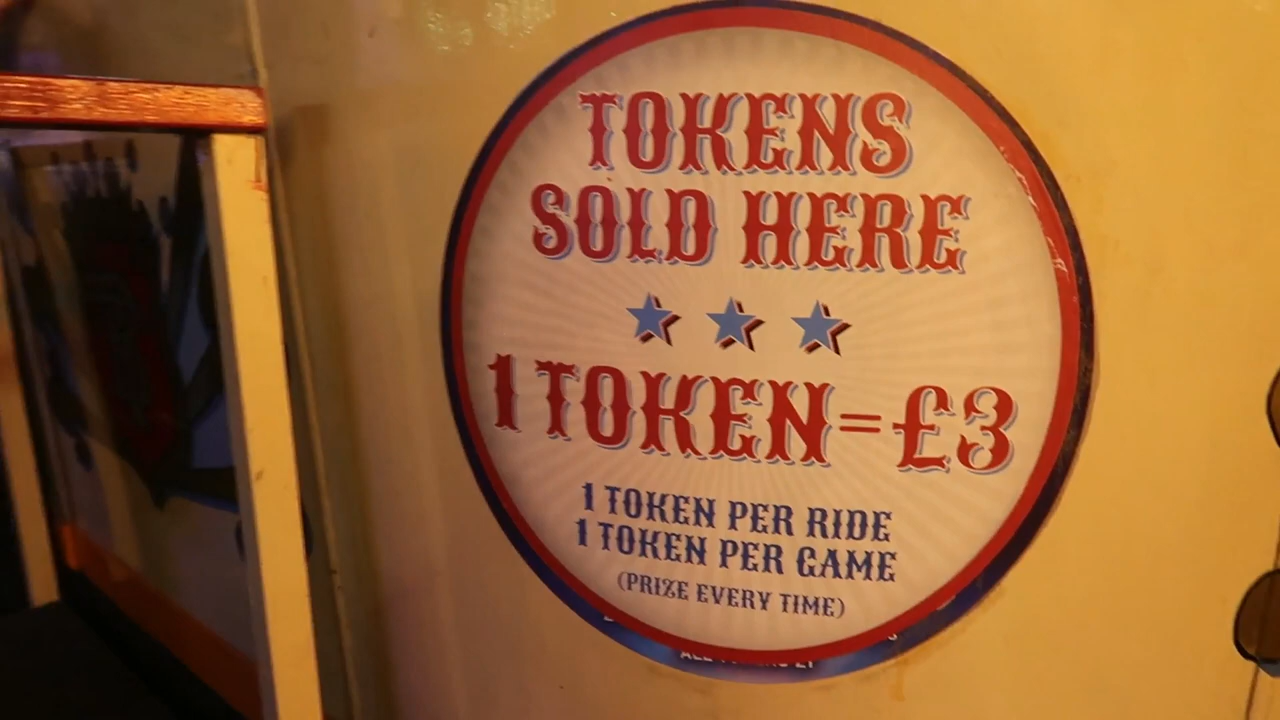 TOKENS
SOLD HERE
1 TOKEN = £3
1 TOKEN PER RIDE
1 TOKEN PER GAME
(PRIZE EVERY TIME)